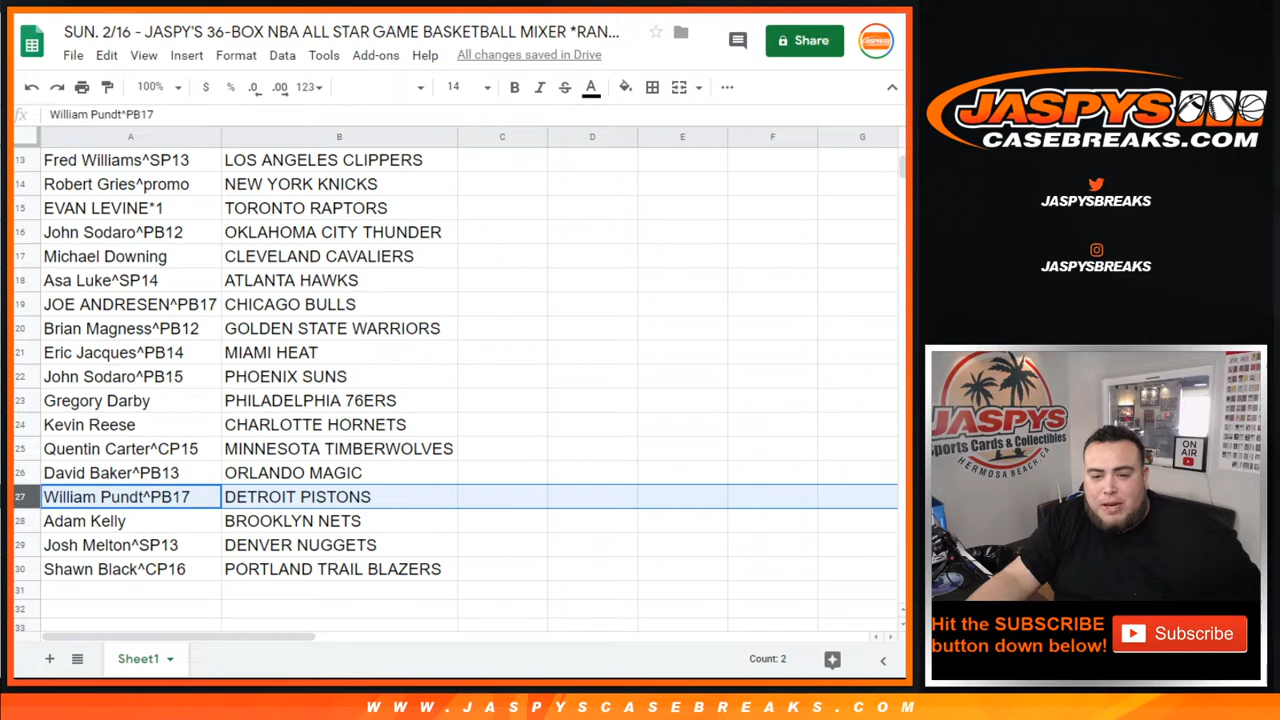 SUN. 2/16 - JASPY'S 36-BOX NBA ALL STAR GAME BASKETBALL MIXER *RAN...
File Edit View Insert Format Data Tools Add-ons Help All changes saved in Drive
Share
100% $ % .0 .00 123 14 B I S A
fx William Pundt^PB17
A B C D E F G
13 Fred Williams^SP13 LOS ANGELES CLIPPERS
14 Robert Gries^promo NEW YORK KNICKS
15 EVAN LEVINE*1 TORONTO RAPTORS
16 John Sodaro^PB12 OKLAHOMA CITY THUNDER
17 Michael Downing CLEVELAND CAVALIERS
18 Asa Luke^SP14 ATLANTA HAWKS
19 JOE ANDRESEN^PB17 CHICAGO BULLS
20 Brian Magness^PB12 GOLDEN STATE WARRIORS
21 Eric Jacques^PB14 MIAMI HEAT
22 John Sodaro^PB15 PHOENIX SUNS
23 Gregory Darby PHILADELPHIA 76ERS
24 Kevin Reese CHARLOTTE HORNETS
25 Quentin Carter^CP15 MINNESOTA TIMBERWOLVES
26 David Baker^PB13 ORLANDO MAGIC
27 William Pundt^PB17 DETROIT PISTONS
28 Adam Kelly BROOKLYN NETS
29 Josh Melton^SP13 DENVER NUGGETS
30 Shawn Black^CP16 PORTLAND TRAIL BLAZERS
31
32
33
Sheet1
Count: 2
JASPYS
CASEBREAKS.COM
JASPYSBREAKS
JASPYSBREAKS
JASPYS
Sports Cards & Collectibles
HERMOSA BEACH, CA
ON
AIR
Hit the SUBSCRIBE
button down below!
Subscribe
WWW.JASPYSCASEBREAKS.COM